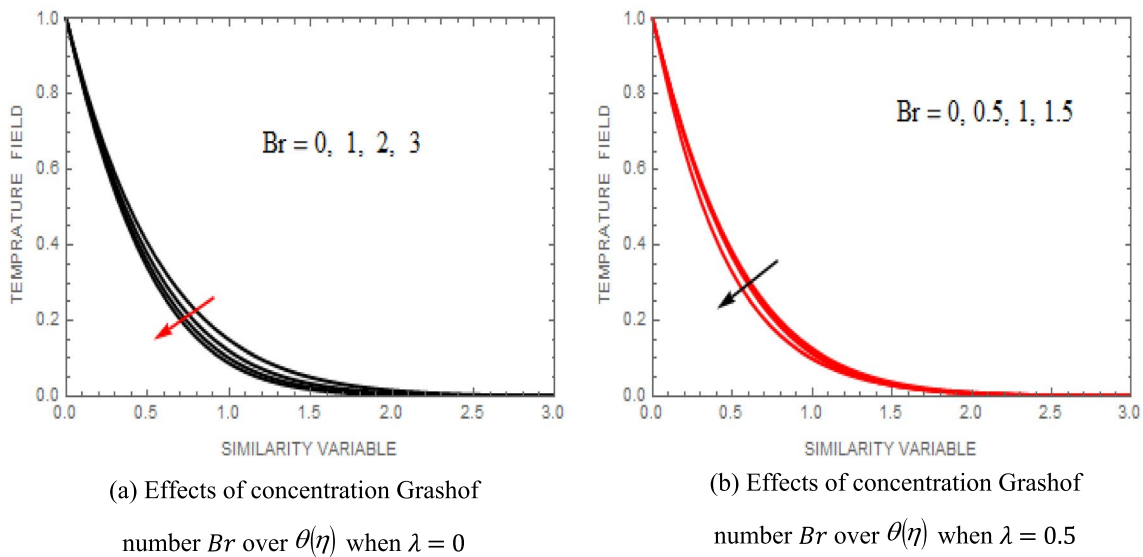 1.0
0.8
0.6
0.4
0.2
0.0
TEMPRATURE FIELD
Br = 0, 1, 2, 3
0.0 0.5 1.0 1.5 2.0 2.5 3.0
SIMILARITY VARIABLE
(a) Effects of concentration Grashof
number Br over θ(η) when λ = 0
1.0
0.8
0.6
0.4
0.2
0.0
TEMPRATURE FIELD
Br = 0, 0.5, 1, 1.5
0.0 0.5 1.0 1.5 2.0 2.5 3.0
SIMILARITY VARIABLE
(b) Effects of concentration Grashof
number Br over θ(η) when λ = 0.5